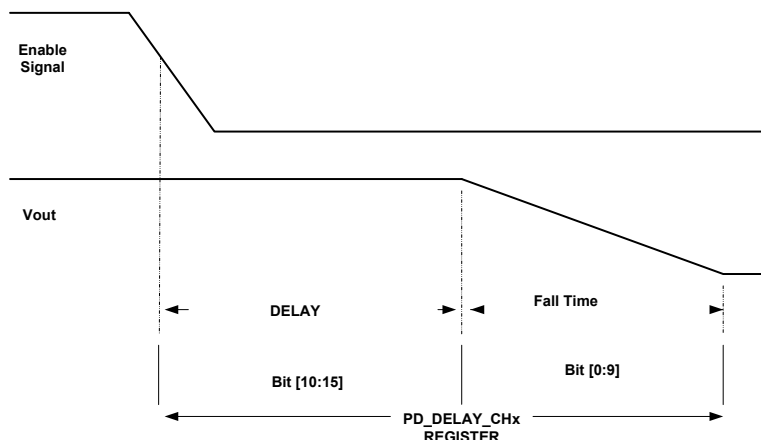 Enable
Signal
Vout
DELAY
Fall Time
Bit [10:15]
Bit [0:9]
PD_DELAY_CHx
REGISTER